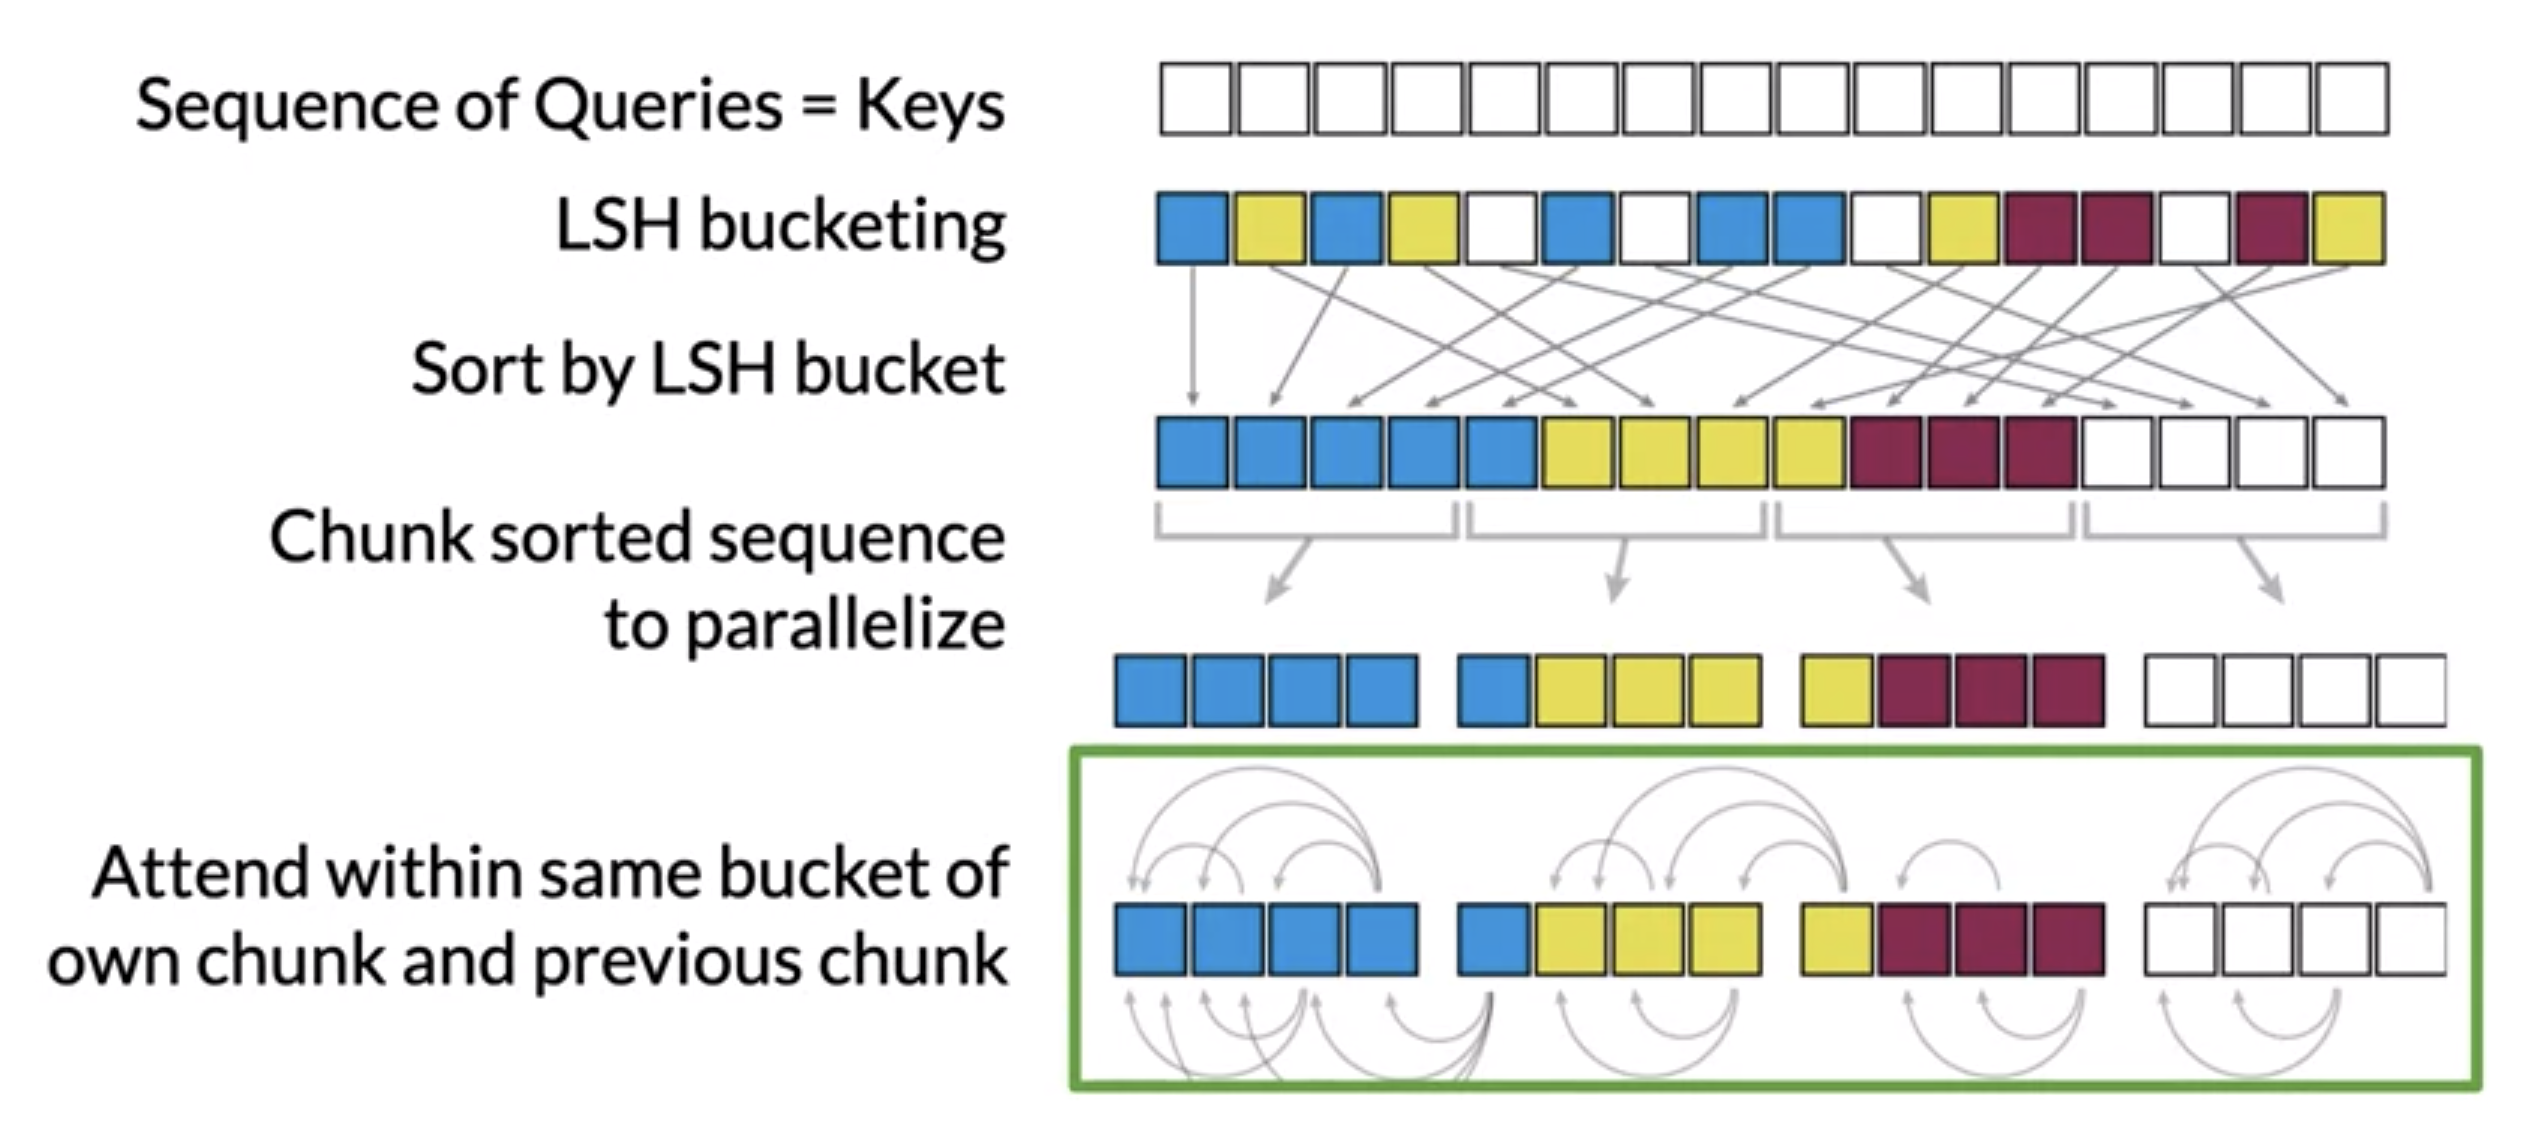 Sequence of Queries = Keys
LSH bucketing
Sort by LSH bucket
Chunk sorted sequence
to parallelize
Attend within same bucket of
own chunk and previous chunk